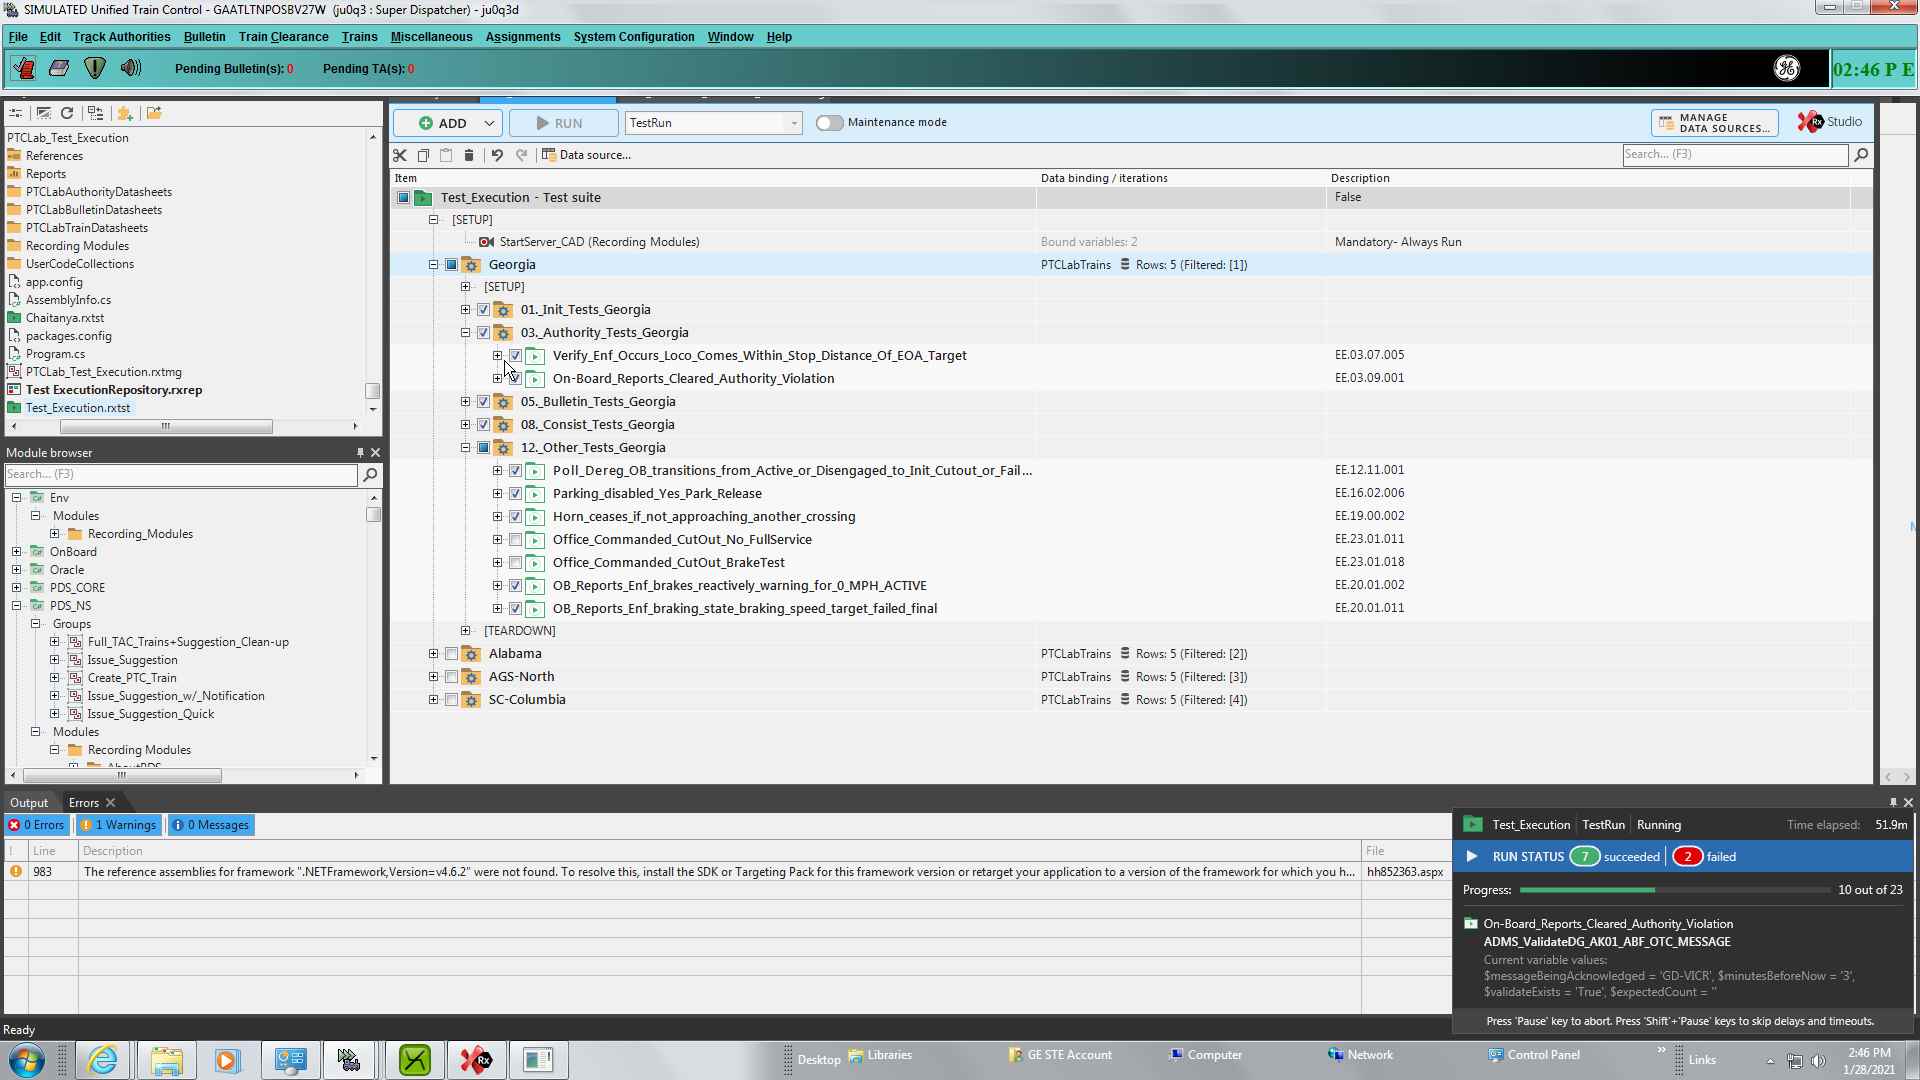 SIMULATED Unified Train Control - GAATLTNPOSBV27W  (ju0q3 : Super Dispatcher) - ju0q3d
File Edit Track Authorities Bulletin Train Clearance Trains Miscellaneous Assignments System Configuration Window Help
Pending Bulletin(s): 0 Pending TA(s): 0 02:46 P E
ADD RUN TestRun Maintenance mode MANAGE DATA SOURCES... Rx Studio
Data source... Search... (F3)
PTCLab_Test_Execution
References
Reports
PTCLabAuthorityDatasheets
PTCLabBulletinDatasheets
PTCLabTrainDatasheets
Recording Modules
UserCodeCollections
app.config
AssemblyInfo.cs
Chaitanya.rxtst
packages.config
Program.cs
PTCLab_Test_Execution.rxtmg
Test ExecutionRepository.rxrep
Test_Execution.rxtst
Module browser
Search... (F3)
Env
Modules
Recording_Modules
OnBoard
Oracle
PDS_CORE
PDS_NS
Groups
Full_TAC_Trains+Suggestion_Clean-up
Issue_Suggestion
Create_PTC_Train
Issue_Suggestion_w/_Notification
Issue_Suggestion_Quick
Modules
Recording Modules
AboutPDS
Item Data binding / iterations Description
Test_Execution - Test suite False
[SETUP]
StartServer_CAD (Recording Modules) Bound variables: 2 Mandatory- Always Run
Georgia PTCLabTrains Rows: 5 (Filtered: [1])
[SETUP]
01._Init_Tests_Georgia
03._Authority_Tests_Georgia
Verify_Enf_Occurs_Loco_Comes_Within_Stop_Distance_Of_EOA_Target EE.03.07.005
On-Board_Reports_Cleared_Authority_Violation EE.03.09.001
05._Bulletin_Tests_Georgia
08._Consist_Tests_Georgia
12._Other_Tests_Georgia
Poll_Dereg_OB_transitions_from_Active_or_Disengaged_to_Init_Cutout_or_Fail... EE.12.11.001
Parking_disabled_Yes_Park_Release EE.16.02.006
Horn_ceases_if_not_approaching_another_crossing EE.19.00.002
Office_Commanded_CutOut_No_FullService EE.23.01.011
Office_Commanded_CutOut_BrakeTest EE.23.01.018
OB_Reports_Enf_brakes_reactively_warning_for_0_MPH_ACTIVE EE.20.01.002
OB_Reports_Enf_braking_state_braking_speed_target_failed_final EE.20.01.011
[TEARDOWN]
Alabama PTCLabTrains Rows: 5 (Filtered: [2])
AGS-North PTCLabTrains Rows: 5 (Filtered: [3])
SC-Columbia PTCLabTrains Rows: 5 (Filtered: [4])
Output Errors
0 Errors 1 Warnings 0 Messages
! Line Description File
983 The reference assemblies for framework ".NETFramework,Version=v4.6.2" were not found. To resolve this, install the SDK or Targeting Pack for this framework version or retarget your application to a version of the framework for which you h... hh852363.aspx
Test_Execution TestRun Running Time elapsed: 51.9m
RUN STATUS 7 succeeded 2 failed
Progress: 10 out of 23
On-Board_Reports_Cleared_Authority_Violation
ADMS_ValidateDG_AK01_ABF_OTC_MESSAGE
Current variable values:
$messageBeingAcknowledged = 'GD-VICR', $minutesBeforeNow = '3',
$validateExists = 'True', $expectedCount = ''
Press 'Pause' key to abort. Press 'Shift'+'Pause' keys to skip delays and timeouts.
Ready
Desktop Libraries GE STE Account Computer Network Control Panel » Links 2:46 PM
1/28/2021